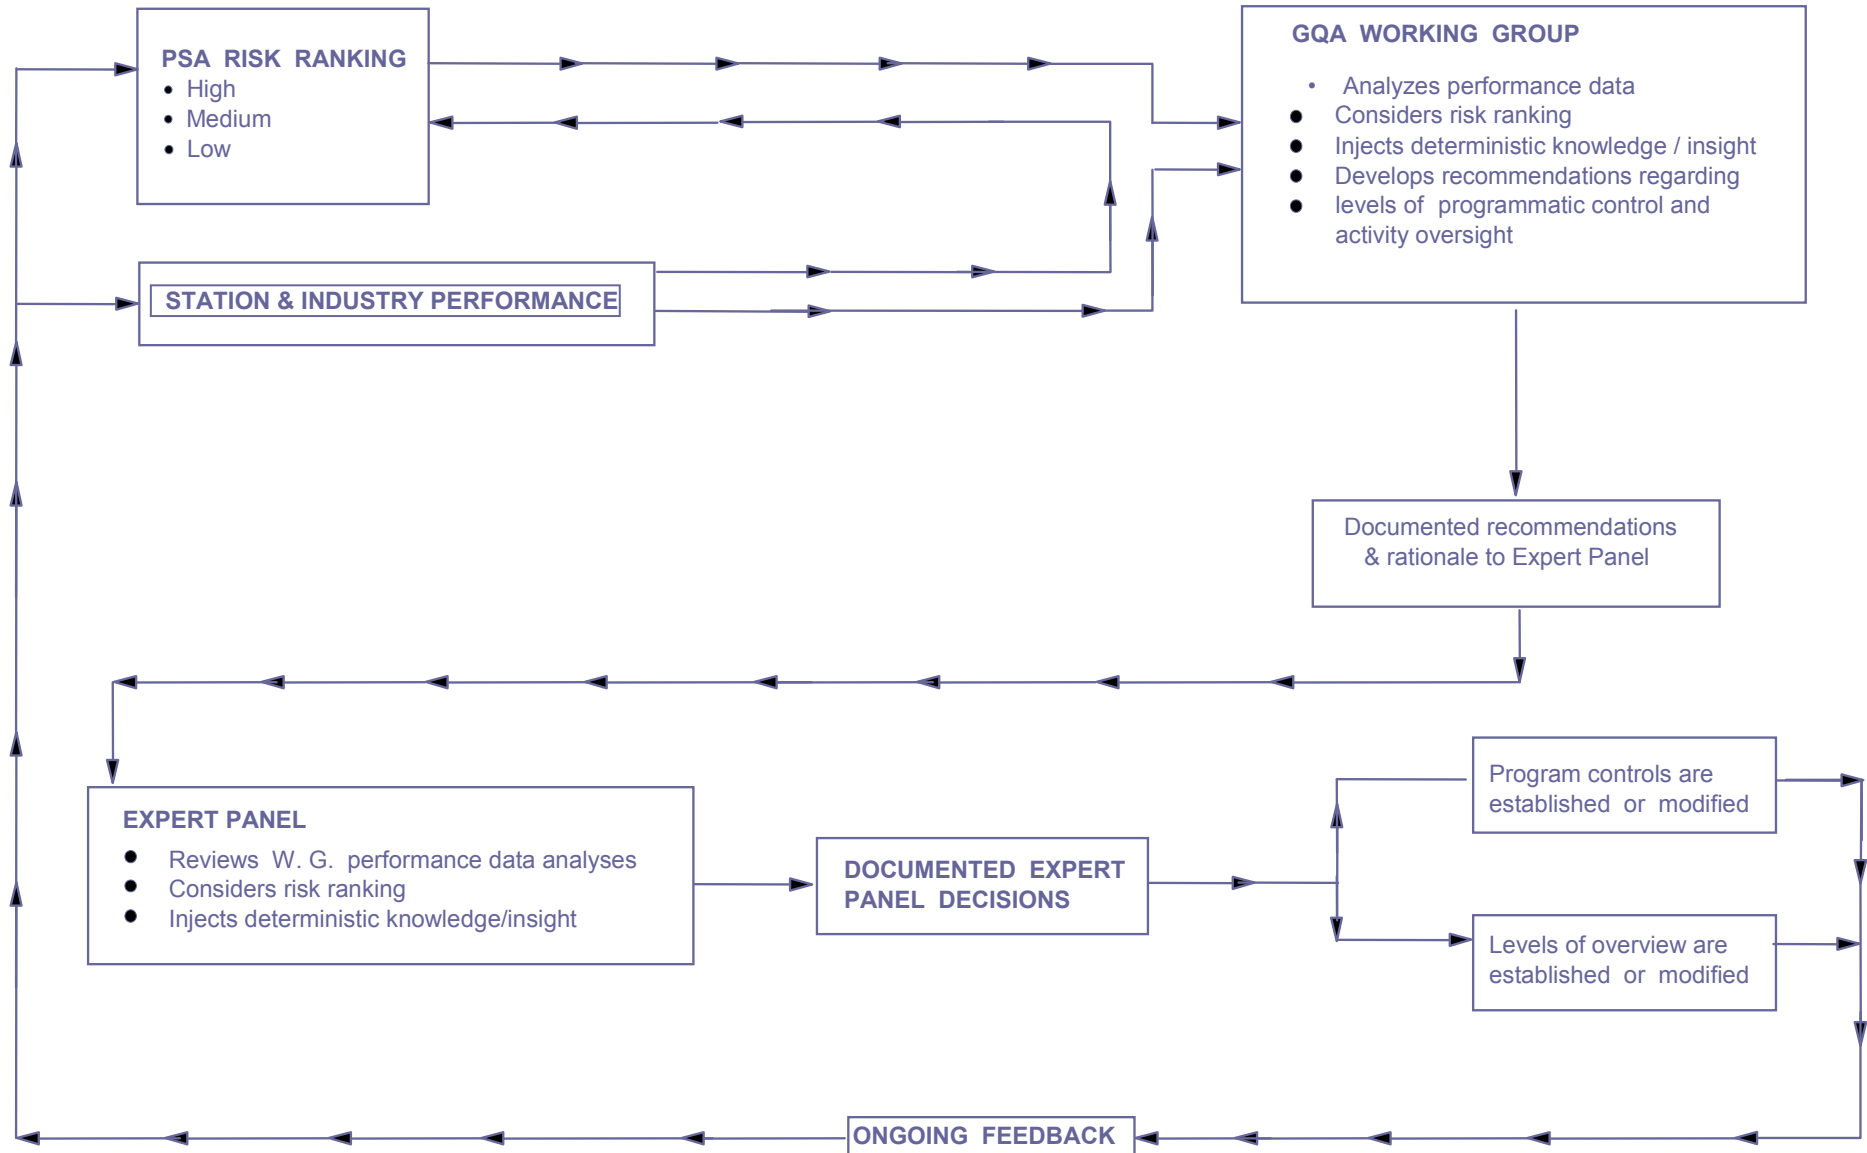 PSA RISK RANKING
• High
• Medium
• Low
STATION & INDUSTRY PERFORMANCE
GQA WORKING GROUP
• Analyzes performance data
● Considers risk ranking
● Injects deterministic knowledge / insight
● Develops recommendations regarding
● levels of programmatic control and
activity oversight
Documented recommendations
& rationale to Expert Panel
EXPERT PANEL
● Reviews W. G. performance data analyses
● Considers risk ranking
● Injects deterministic knowledge/insight
DOCUMENTED EXPERT
PANEL DECISIONS
Program controls are
established or modified
Levels of overview are
established or modified
ONGOING FEEDBACK